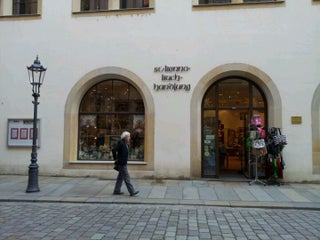 st. benno-
buch-
handlung